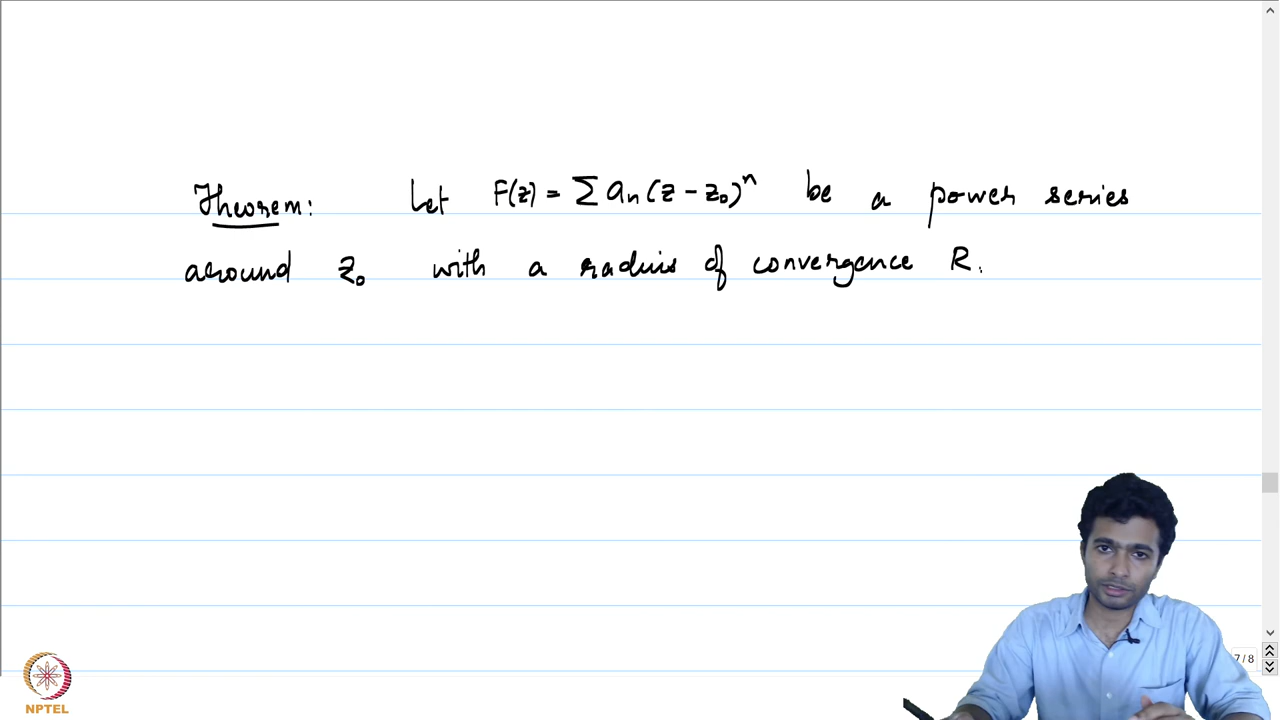 Theorem: Let F(z) = ∑ aₙ (z - z₀)ⁿ be a power series
around z₀ with a radius of convergence R.
7/8
NPTEL